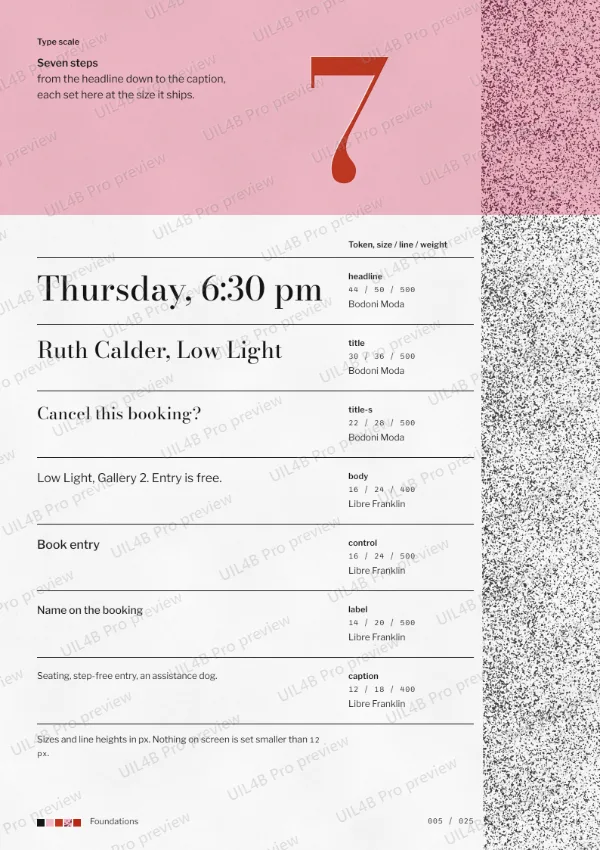 Type scale
Seven steps
from the headline down to the caption,
each set here at the size it ships.
7
Token, size / line / weight
Thursday, 6:30 pm
headline
44 / 50 / 500
Bodoni Moda
Ruth Calder, Low Light
title
30 / 36 / 500
Bodoni Moda
Cancel this booking?
title-s
22 / 28 / 500
Bodoni Moda
Low Light, Gallery 2. Entry is free.
body
16 / 24 / 400
Libre Franklin
Book entry
control
16 / 24 / 500
Libre Franklin
Name on the booking
label
14 / 20 / 500
Libre Franklin
Seating, step-free entry, an assistance dog.
caption
12 / 18 / 400
Libre Franklin
Sizes and line heights in px. Nothing on screen is set smaller than 12
px.
Foundations
005 / 025
UIL4B Pro preview